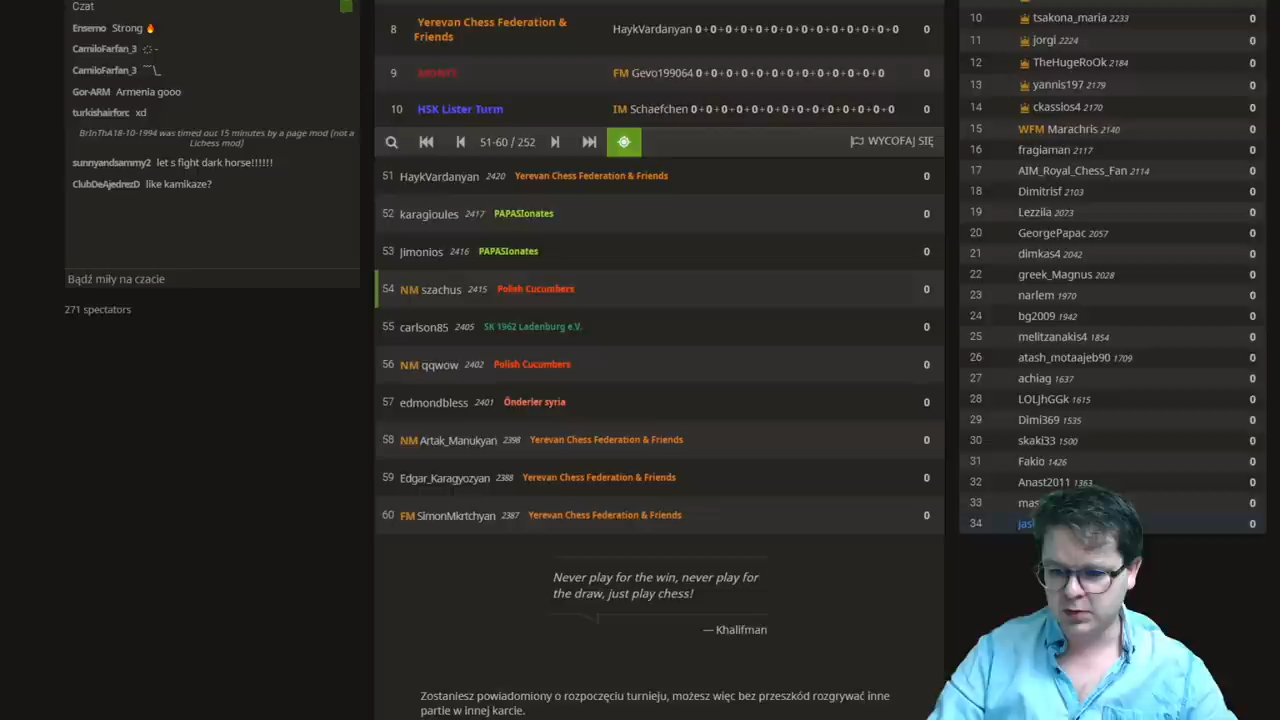 Czat
Ensemo Strong 🔥
CamiloFarfan_3
CamiloFarfan_3
Gor-ARM Armenia gooo
turkishairforc xd
BrInThA18-10-1994 was timed out 15 minutes by a page mod (not a
Lichess mod)
sunnyandsammy2 let s fight dark horse!!!!!!
ClubDeAjedrezD like kamikaze?
Bądź miły na czacie
271 spectators
8 Yerevan Chess Federation & Friends HaykVardanyan 0+0+0+0+0+0+0+0+0+0+0+0+0+0 0
9 FM Gevo199064 0+0+0+0+0+0+0+0+0+0+0+0+0 0
10 HSK Lister Turm IM Schaefchen 0+0+0+0+0+0+0+0+0+0+0+0+0+0 0
51-60 / 252 WYCOFAJ SIĘ
51 HaykVardanyan 2420 Yerevan Chess Federation & Friends 0
52 karagioules 2417 PAPASIonates 0
53 Jimonios 2416 PAPASIonates 0
54 NM szachus 2415 Polish Cucumbers 0
55 carlson85 2405 SK 1962 Ladenburg e.V. 0
56 NM qqwow 2402 Polish Cucumbers 0
57 edmondbless 2401 Önderler syria 0
58 NM Artak_Manukyan 2398 Yerevan Chess Federation & Friends 0
59 Edgar_Karagyozyan 2388 Yerevan Chess Federation & Friends 0
60 FM SimonMkrtchyan 2387 Yerevan Chess Federation & Friends 0
Never play for the win, never play for
the draw, just play chess!
— Khalifman
Zostaniesz powiadomiony o rozpoczęciu turnieju, możesz więc bez przeszkód rozgrywać inne
partie w innej karcie.
10 tsakona_maria 2233 0
11 jorgi 2224 0
12 TheHugeRoOk 2184 0
13 yannis197 2179 0
14 ckassios4 2170 0
15 WFM Marachris 2140 0
16 fragiaman 2117 0
17 AIM_Royal_Chess_Fan 2114 0
18 Dimitrisf 2103 0
19 Lezzila 2073 0
20 GeorgePapac 2057 0
21 dimkas4 2042 0
22 greek_Magnus 2028 0
23 narlem 1970 0
24 bg2009 1942 0
25 melitzanakis4 1854 0
26 atash_motaajeb90 1709 0
27 achiag 1637 0
28 LOLJhGGk 1615 0
29 Dimi369 1535 0
30 skaki33 1500 0
31 Fakio 1426 0
32 Anast2011 1363 0
33 mas 0
34 jas 0